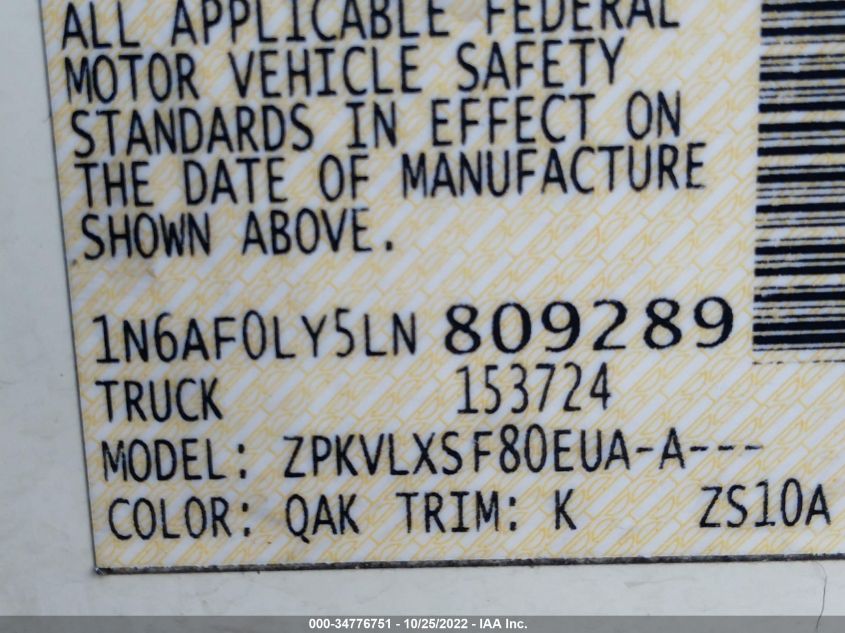 ALL APPLICABLE FEDERAL
MOTOR VEHICLE SAFETY
STANDARDS IN EFFECT ON
THE DATE OF MANUFACTURE
SHOWN ABOVE.
1N6AF0LY5LN 809289
TRUCK 153724
MODEL: ZPKVLXSF80EUA-A---
COLOR: QAK TRIM: K ZS10A
000-34776751 - 10/25/2022 - IAA Inc.